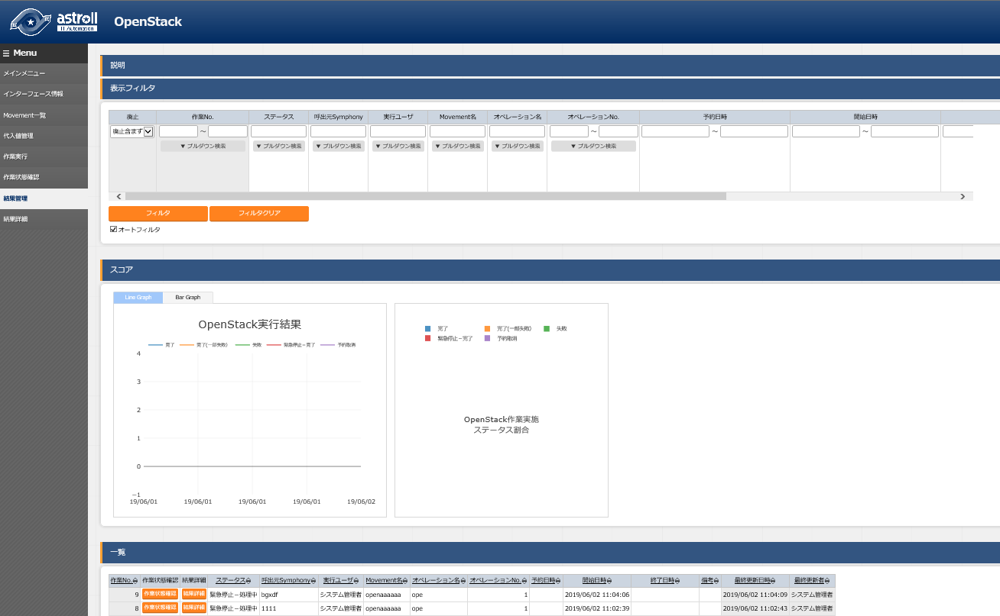 astroll
IT Automation
OpenStack
Menu
メインメニュー
インターフェース情報
Movement一覧
代入値管理
作業実行
作業状態確認
結果管理
結果詳細
説明
表示フィルタ
廃止 作業No. ステータス 呼出元Symphony 実行ユーザ Movement名 オペレーション名 オペレーションNo. 予約日時 開始日時
廃止含まず ～ ～ ～ ～
▼ プルダウン検索 ▼ プルダウン検索 ▼ プルダウン検索 ▼ プルダウン検索 ▼ プルダウン検索 ▼ プルダウン検索 ▼ プルダウン検索
フィルタ フィルタクリア
オートフィルタ
スコア
Line Graph Bar Graph
OpenStack実行結果
完了 完了(一部失敗) 失敗 緊急停止－完了 予約取消
4
3
2
1
0
−1
19/06/01 19/06/01 19/06/01 19/06/01 19/06/02
完了 完了(一部失敗) 失敗
緊急停止－完了 予約取消
OpenStack作業実施
ステータス割合
一覧
作業No. 作業状態確認 結果詳細 ステータス 呼出元Symphony 実行ユーザ Movement名 オペレーション名 オペレーションNo. 予約日時 開始日時 終了日時 備考 最終更新日時 最終更新者
9 作業状態確認 結果詳細 緊急停止－処理中 bgxdf システム管理者 openaaaaaa ope 1 2019/06/02 11:04:06 2019/06/02 11:04:09 システム管理者
8 作業状態確認 結果詳細 緊急停止－処理中 1111 システム管理者 openaaaaaa ope 1 2019/06/02 11:02:39 2019/06/02 11:02:43 システム管理者